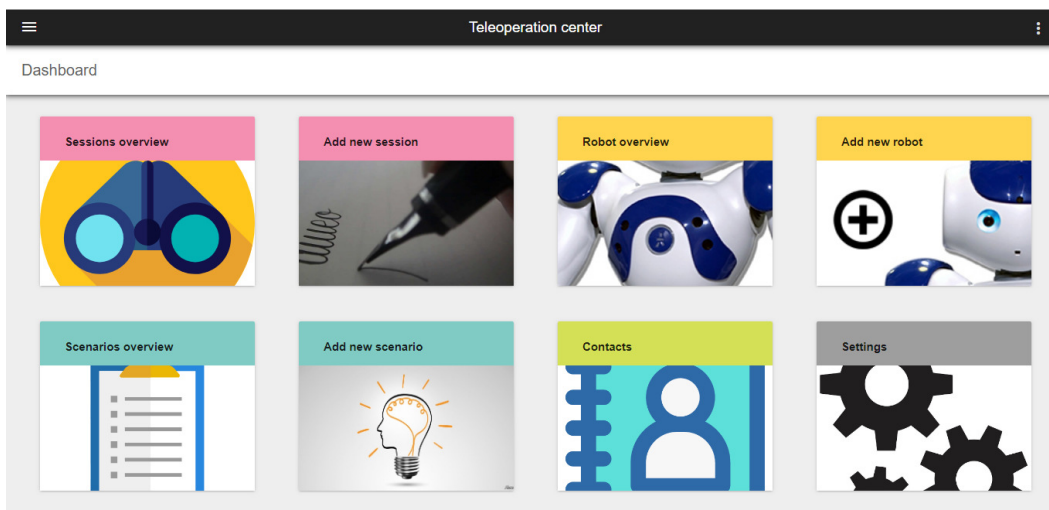 Teleoperation center
Dashboard
Sessions overview
Add new session
Robot overview
Add new robot
Scenarios overview
Add new scenario
Contacts
Settings